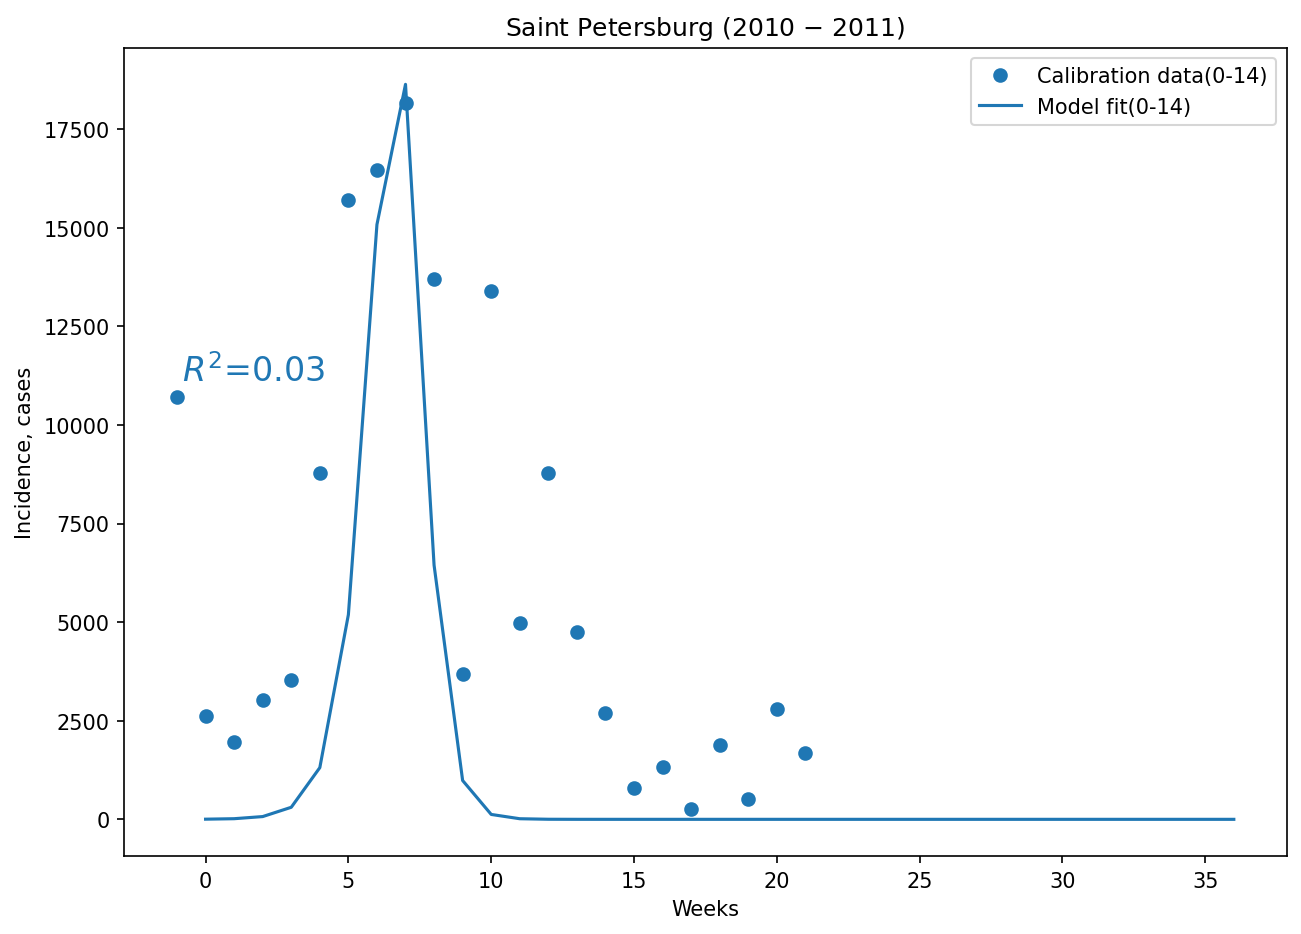 Saint Petersburg (2010 − 2011)
Calibration data(0-14)
Model fit(0-14)
R²=0.03
Incidence, cases
17500
15000
12500
10000
7500
5000
2500
0
0 5 10 15 20 25 30 35
Weeks